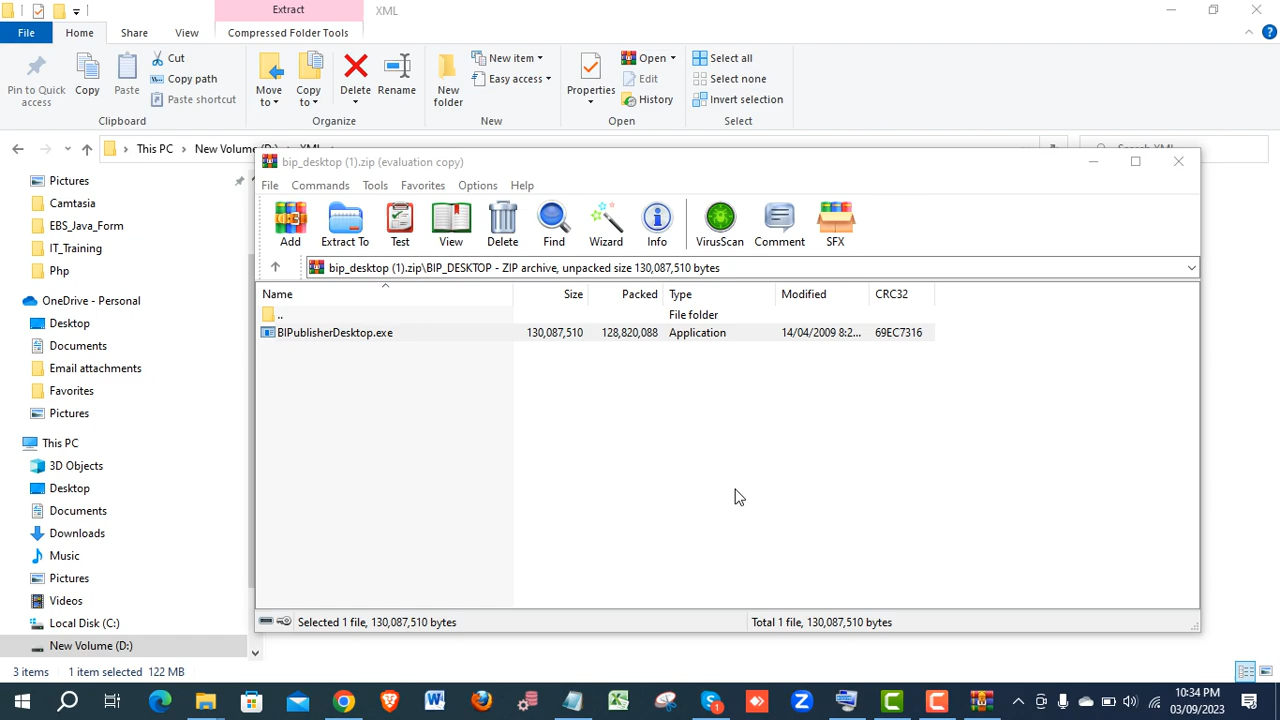 Extract
XML
File
Home
Share
View
Compressed Folder Tools
Pin to Quick access
Copy
Paste
Cut
Copy path
Paste shortcut
Move to
Copy to
Delete
Rename
New folder
New item
Easy access
Properties
Open
Edit
History
Select all
Select none
Invert selection
Clipboard
Organize
New
Open
Select
This PC
New Volume (D:)
XML
Search XML
bip_desktop (1).zip (evaluation copy)
File Commands Tools Favorites Options Help
Add
Extract To
Test
View
Delete
Find
Wizard
Info
VirusScan
Comment
SFX
bip_desktop (1).zip\BIP_DESKTOP - ZIP archive, unpacked size 130,087,510 bytes
Name Size Packed Type Modified CRC32
.. File folder
BIPublisherDesktop.exe 130,087,510 128,820,088 Application 14/04/2009 8:2... 69EC7316
Selected 1 file, 130,087,510 bytes
Total 1 file, 130,087,510 bytes
Pictures
Camtasia
EBS_Java_Form
IT_Training
Php
OneDrive - Personal
Desktop
Documents
Email attachments
Favorites
Pictures
This PC
3D Objects
Desktop
Documents
Downloads
Music
Pictures
Videos
Local Disk (C:)
New Volume (D:)
3 items 1 item selected 122 MB
10:34 PM
03/09/2023